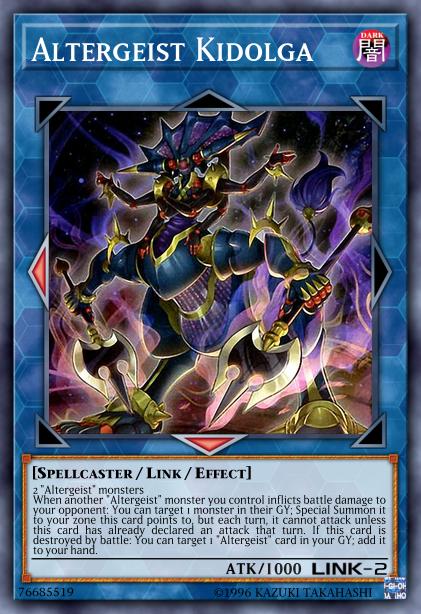 ALTERGEIST KIDOLGA
DARK
闇
[SPELLCASTER / LINK / EFFECT]
2 "Altergeist" monsters
When another "Altergeist" monster you control inflicts battle damage to
your opponent: You can target 1 monster in their GY; Special Summon it
to your zone this card points to, but each turn, it cannot attack unless
this card has already declared an attack that turn. If this card is
destroyed by battle: You can target 1 "Altergeist" card in your GY; add it
to your hand.
ATK/1000 LINK-2
76685519 ©1996 KAZUKI TAKAHASHI